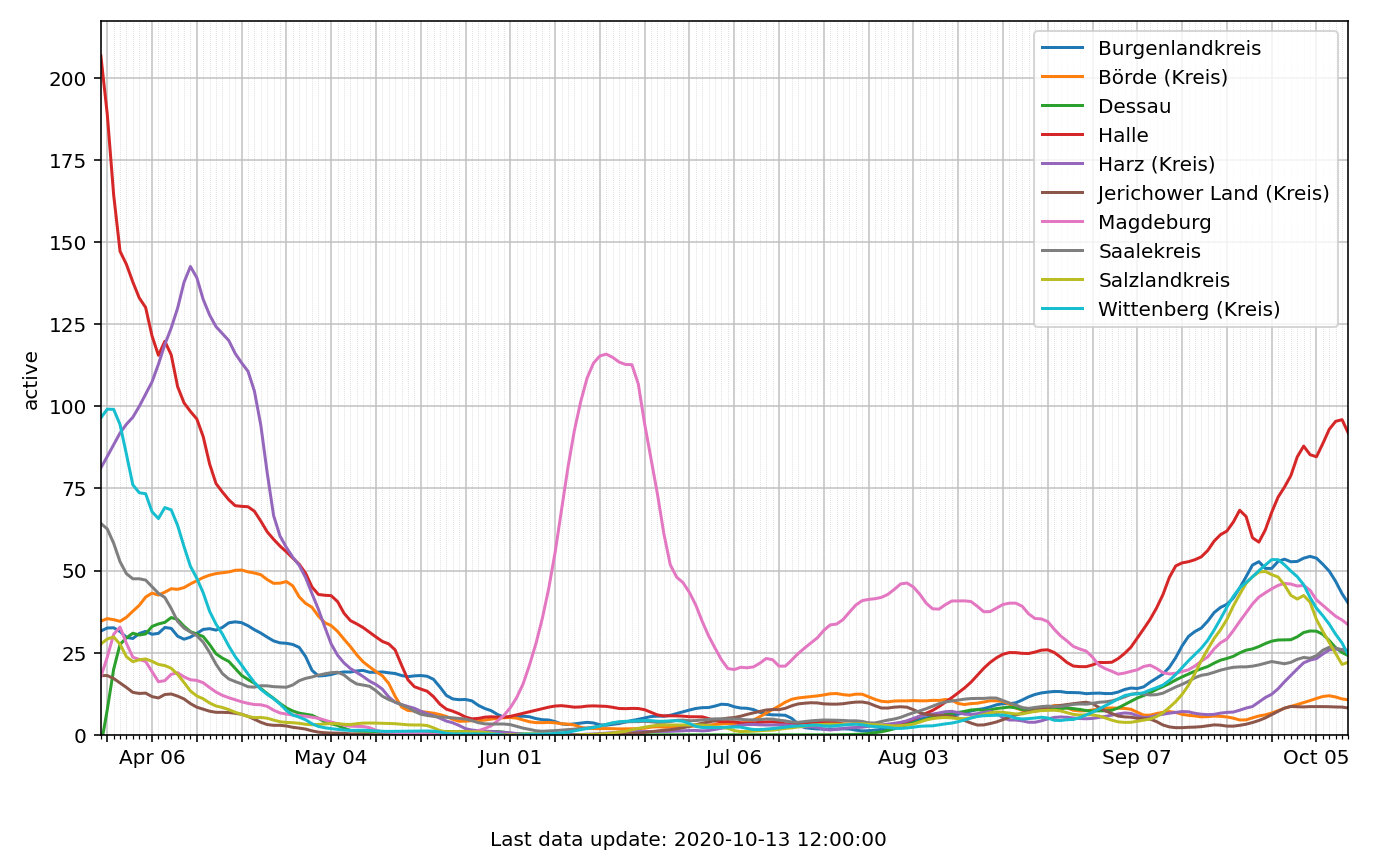 200
175
150
125
100
75
50
25
0
active
Burgenlandkreis
Börde (Kreis)
Dessau
Halle
Harz (Kreis)
Jerichower Land (Kreis)
Magdeburg
Saalekreis
Salzlandkreis
Wittenberg (Kreis)
Apr 06 May 04 Jun 01 Jul 06 Aug 03 Sep 07 Oct 05
Last data update: 2020-10-13 12:00:00